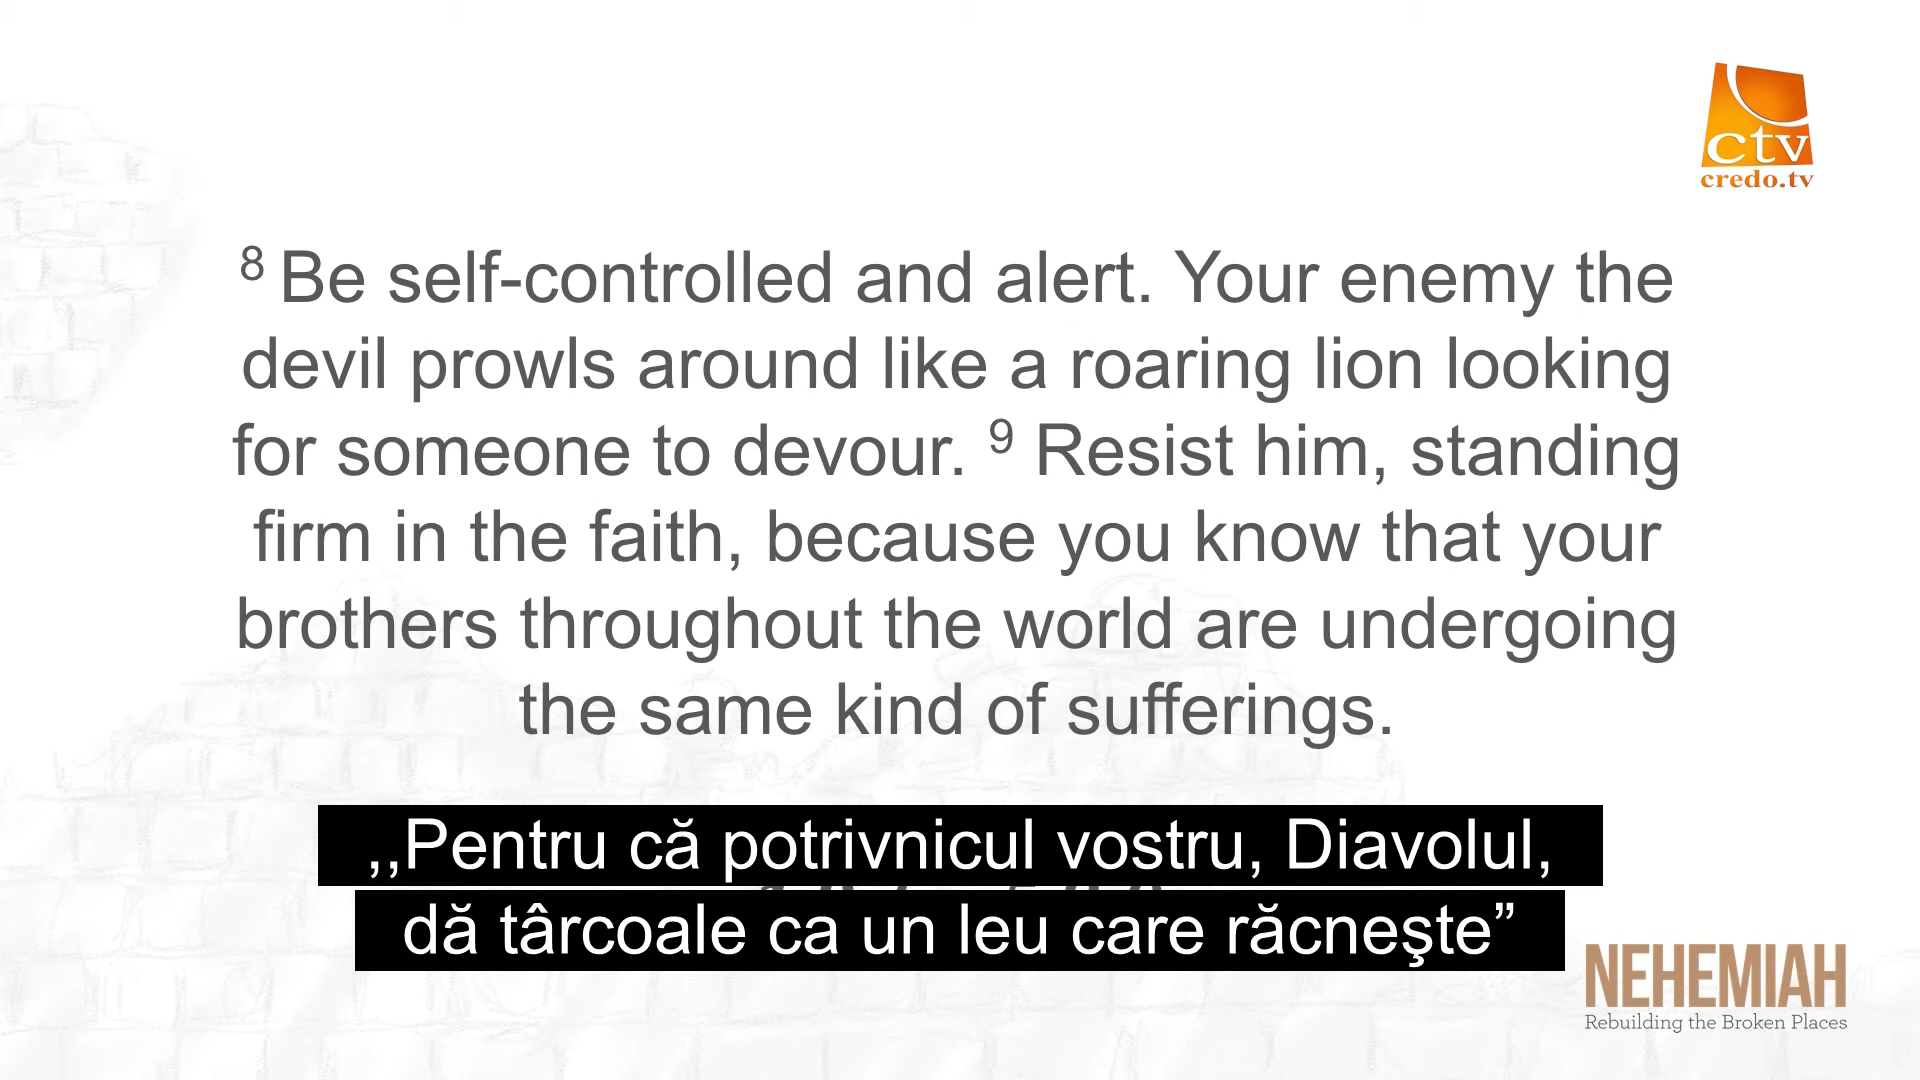 ctv
credo.tv
8 Be self-controlled and alert. Your enemy the
devil prowls around like a roaring lion looking
for someone to devour. 9 Resist him, standing
firm in the faith, because you know that your
brothers throughout the world are undergoing
the same kind of sufferings.
,,Pentru că potrivnicul vostru, Diavolul,
dă târcoale ca un leu care răcneşte”
NEHEMIAH
Rebuilding the Broken Places